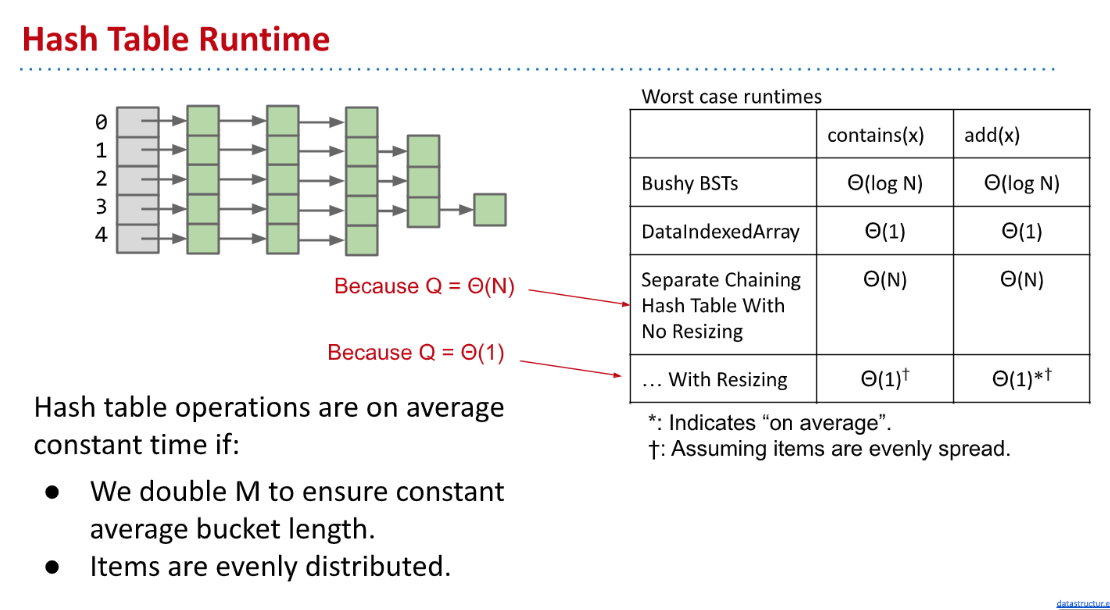 Hash Table Runtime
0
1
2
3
4
Because Q = Θ(N)
Because Q = Θ(1)
Hash table operations are on average
constant time if:
● We double M to ensure constant
average bucket length.
● Items are evenly distributed.
Worst case runtimes
contains(x) add(x)
Bushy BSTs Θ(log N) Θ(log N)
DataIndexedArray Θ(1) Θ(1)
Separate Chaining Θ(N) Θ(N)
Hash Table With
No Resizing
… With Resizing Θ(1)† Θ(1)*†
*: Indicates “on average”.
†: Assuming items are evenly spread.
datastructur.e